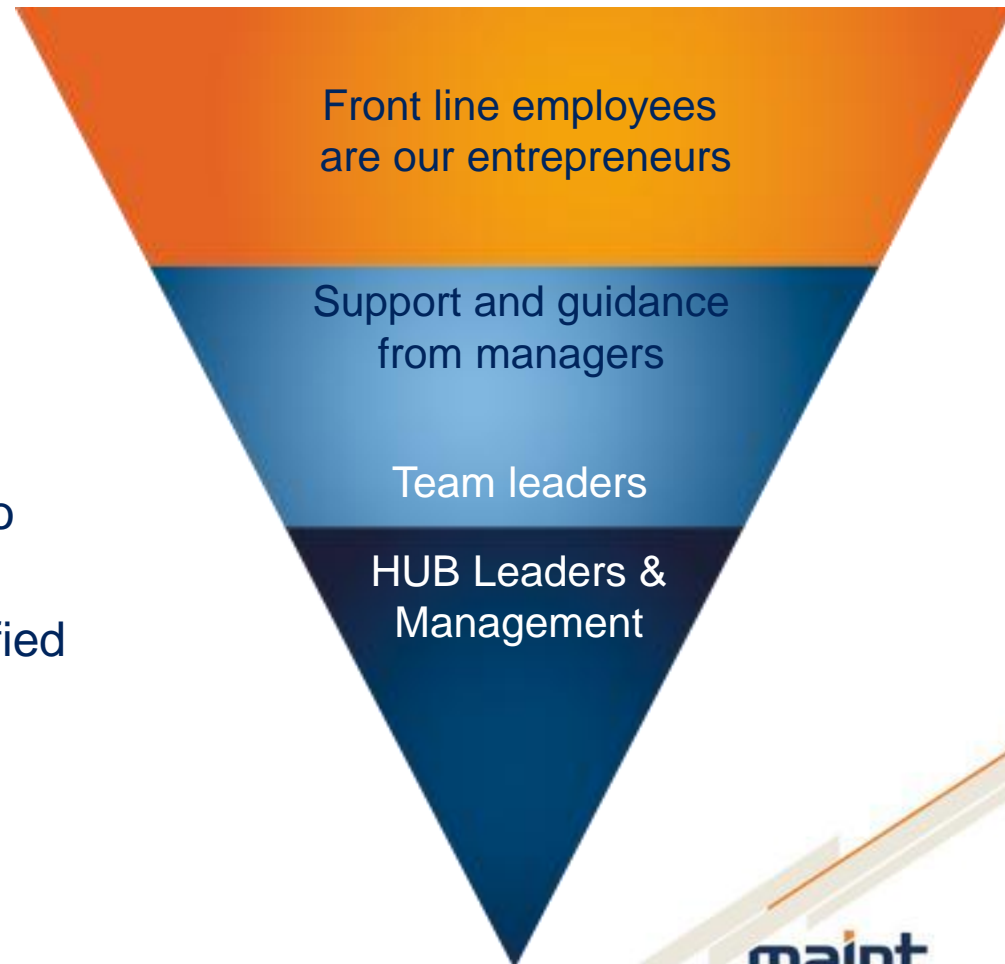 Front line employees
are our entrepreneurs
Support and guidance
from managers
Team leaders
HUB Leaders &
Management